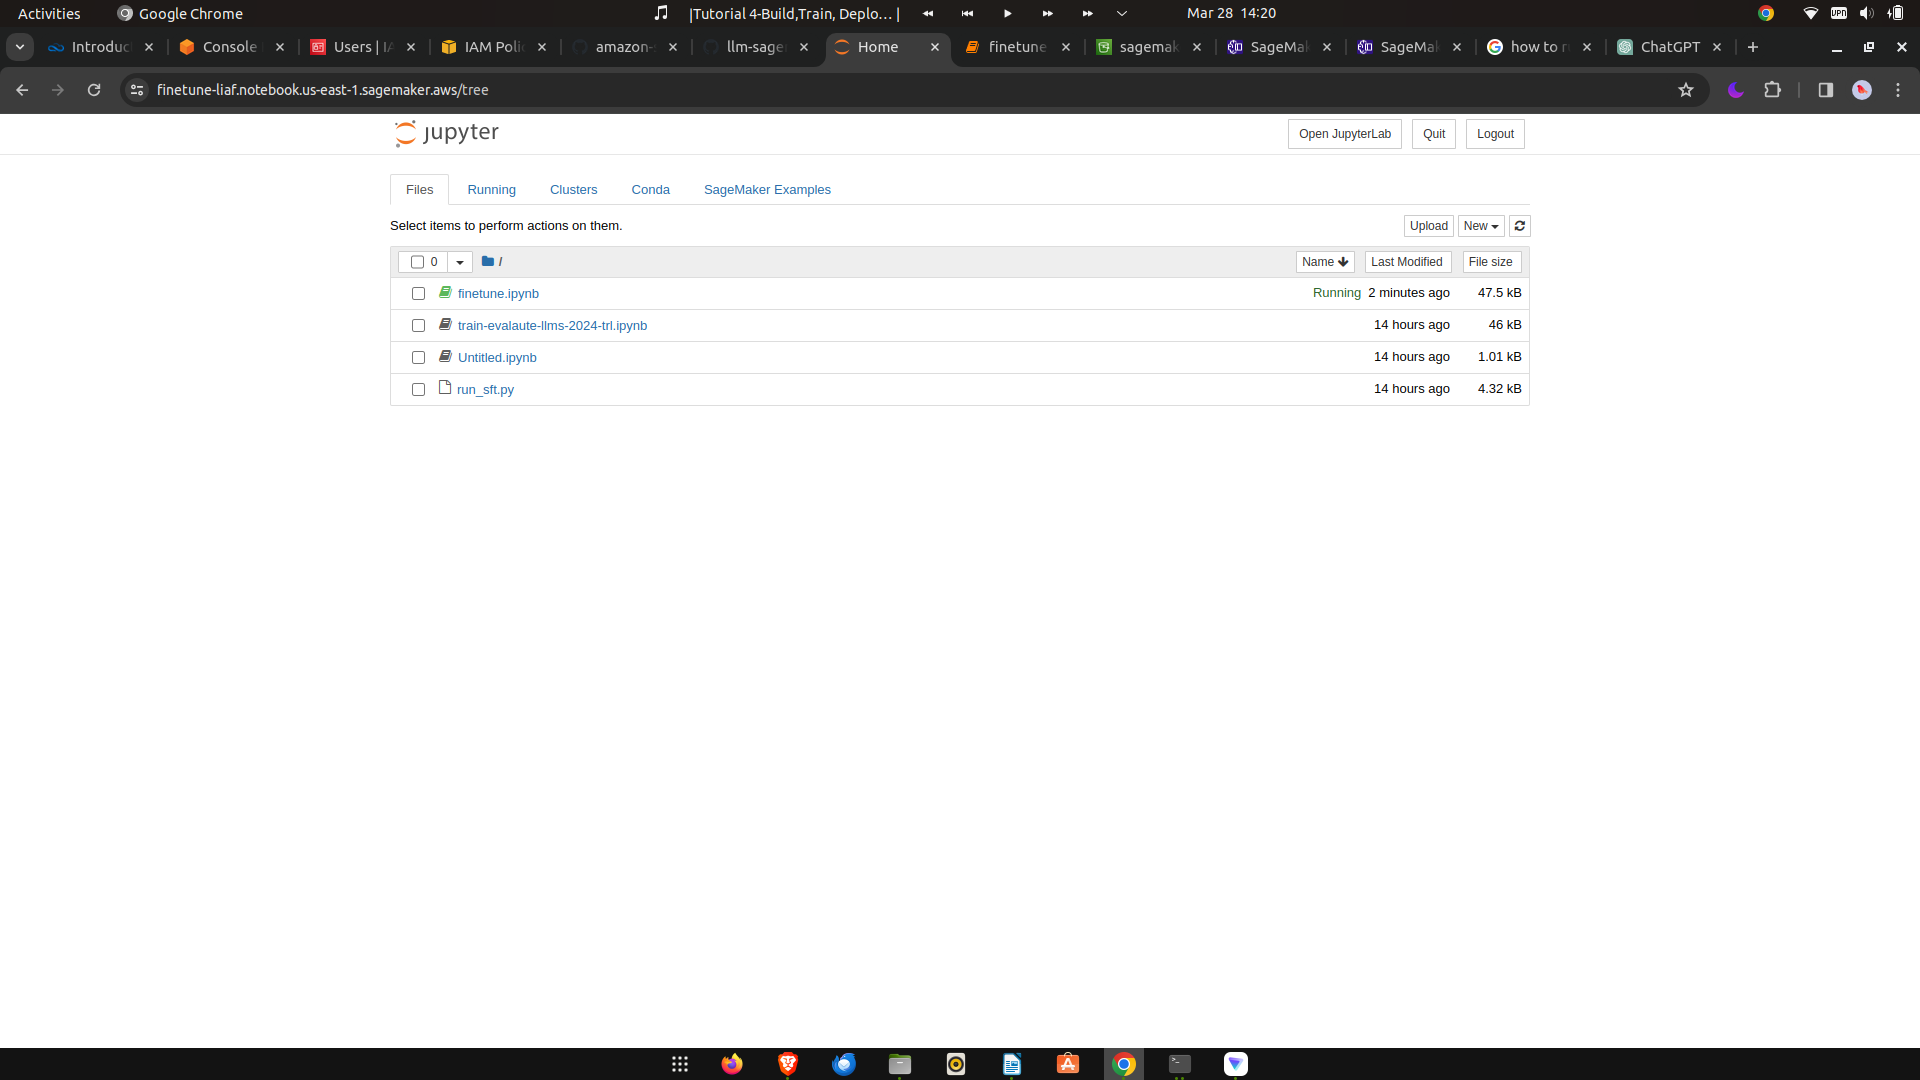 Activities Google Chrome |Tutorial 4-Build,Train, Deplo… | Mar 28 14:20 VPN
Introduc Console Users | IA IAM Poli amazon- llm-sage Home finetune sagemak SageMak SageMak how to r ChatGPT
finetune-liaf.notebook.us-east-1.sagemaker.aws/tree
jupyter Open JupyterLab Quit Logout
Files Running Clusters Conda SageMaker Examples
Select items to perform actions on them. Upload New
0 / Name Last Modified File size
finetune.ipynb Running 2 minutes ago 47.5 kB
train-evalaute-llms-2024-trl.ipynb 14 hours ago 46 kB
Untitled.ipynb 14 hours ago 1.01 kB
run_sft.py 14 hours ago 4.32 kB